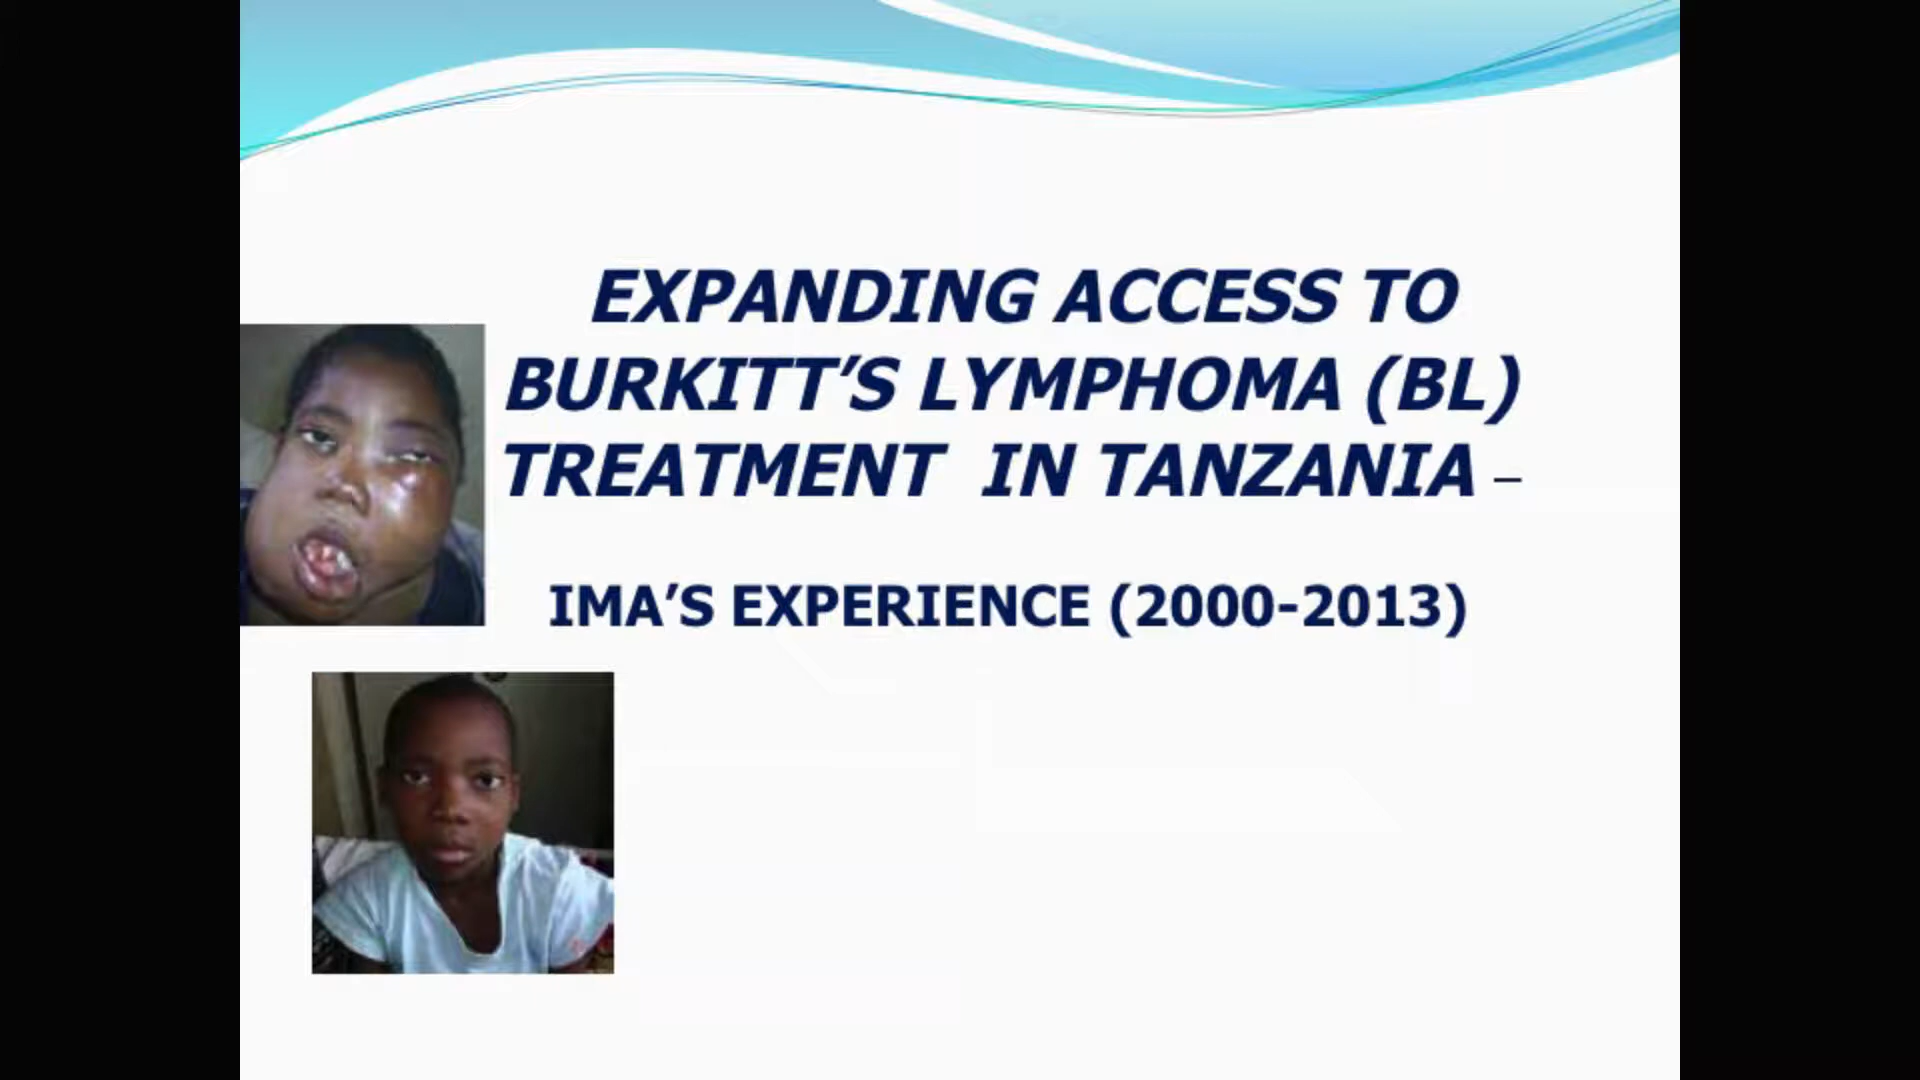 EXPANDING ACCESS TO
BURKITT’S LYMPHOMA (BL)
TREATMENT IN TANZANIA –
IMA’S EXPERIENCE (2000-2013)